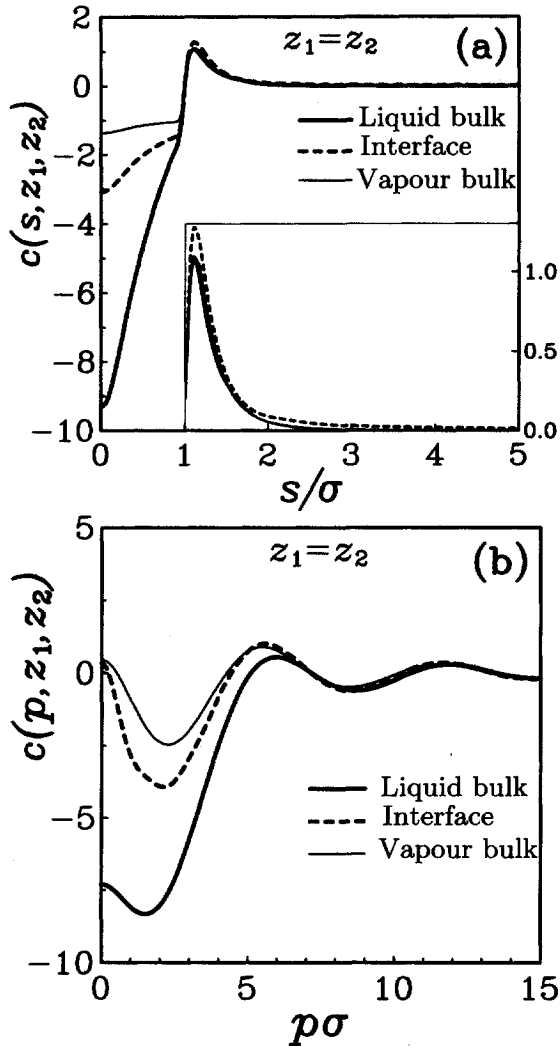 2
z₁=z₂
(a)
0
Liquid bulk
-2
Interface
Vapour bulk
c(s, z₁, z₂)
-4
-6
1.0
-8
0.5
-10
0.0
0 1 2 3 4 5
s/σ
5
z₁=z₂
(b)
c(p, z₁, z₂)
0
Liquid bulk
-5
Interface
Vapour bulk
-10
0 5 10 15
pσ